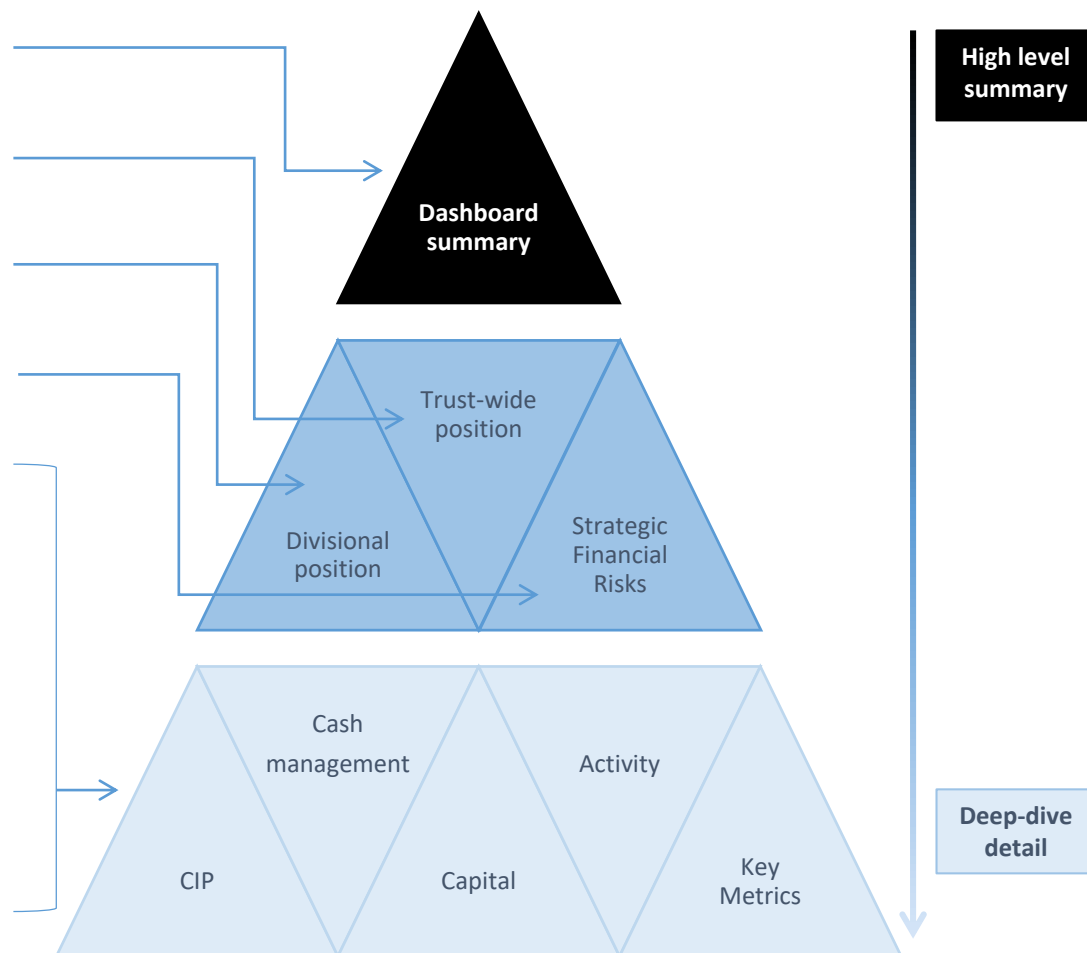 High level
summary
Dashboard
summary
Trust-wide
position
Divisional
position
Strategic
Financial
Risks
Cash
management
Activity
Deep-dive
detail
CIP
Capital
Key
Metrics